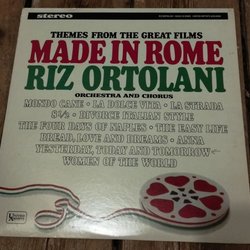 stereo
THEMES FROM THE GREAT FILMS
MADE IN ROME
RIZ ORTOLANI
ORCHESTRA AND CHORUS
MONDO CANE • LA DOLCE VITA • LA STRADA
8½ • DIVORCE ITALIAN STYLE
THE FOUR DAYS OF NAPLES • THE EASY LIFE
BREAD, LOVE AND DREAMS • ANNA
YESTERDAY, TODAY AND TOMORROW
WOMEN OF THE WORLD
UNITED ARTISTS